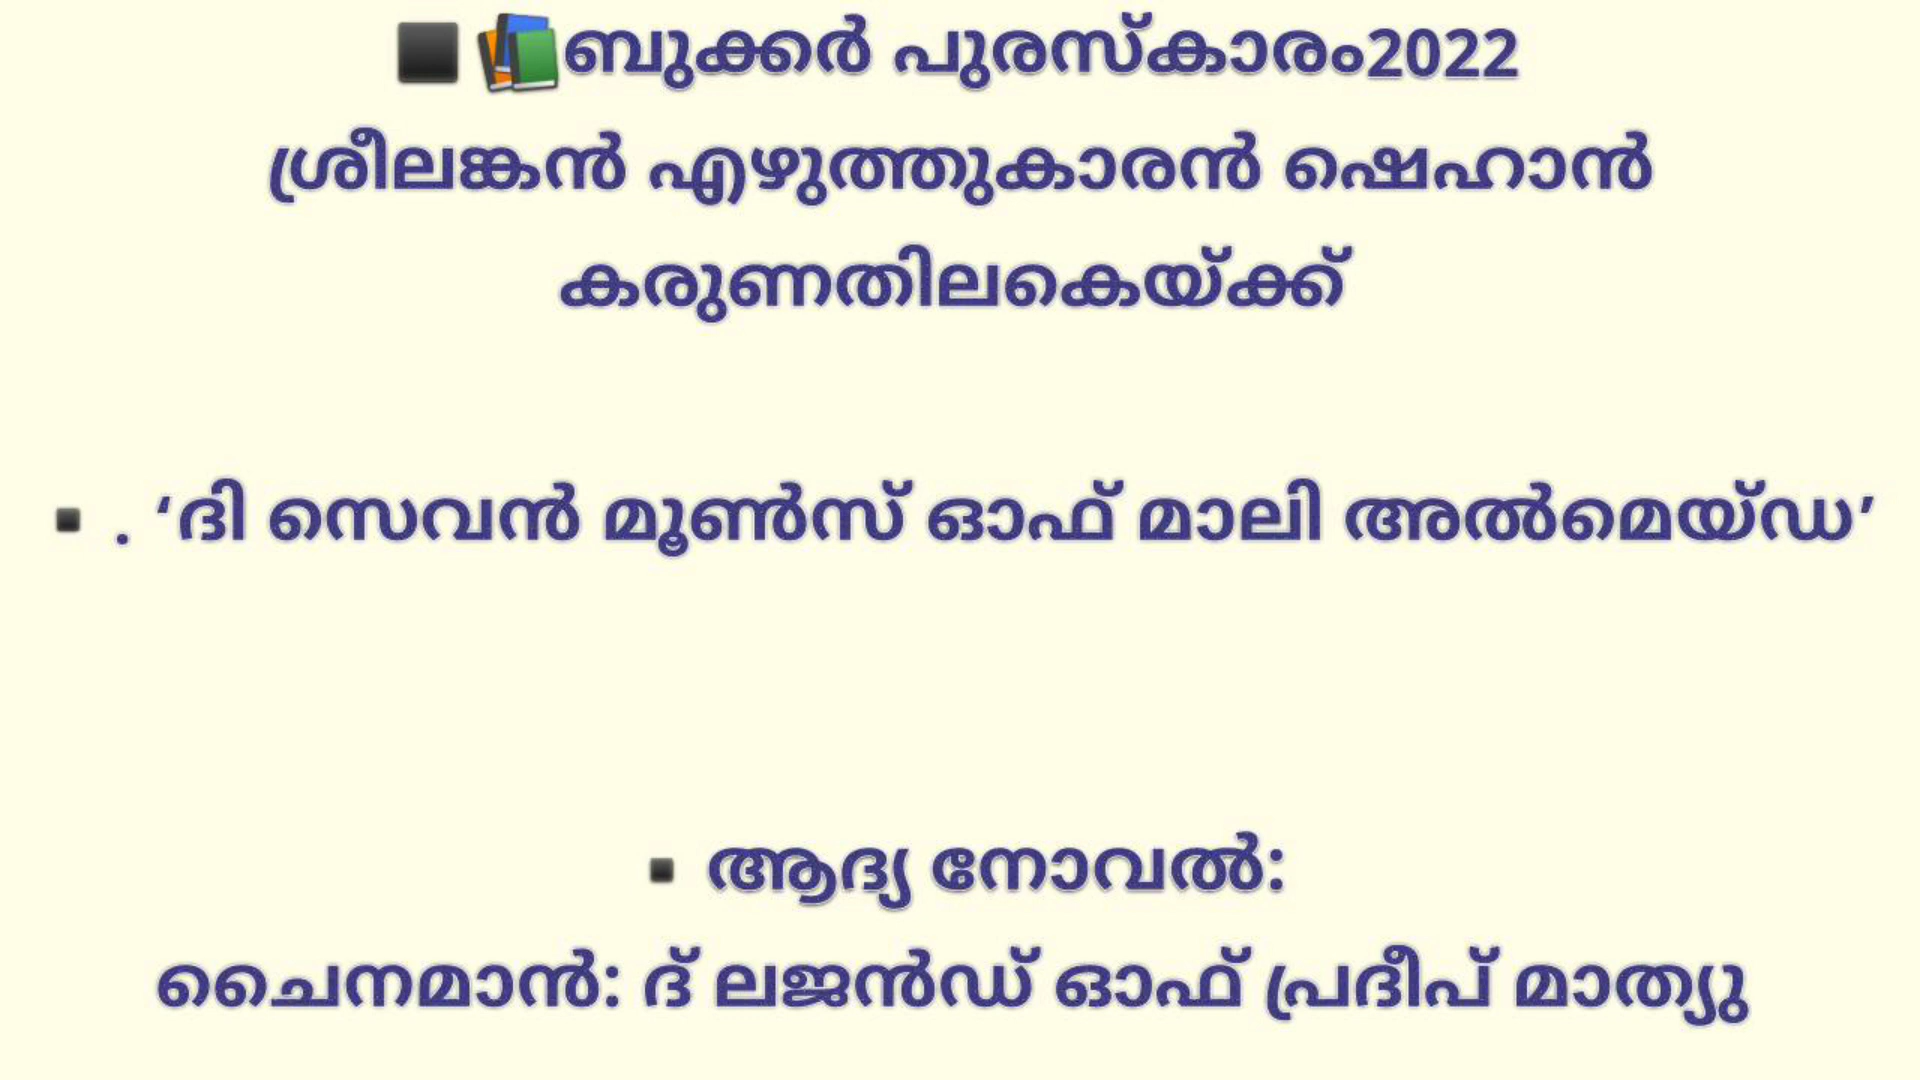 ◼️📚ബുക്കർ പുരസ്കാരം2022
ശ്രീലങ്കൻ എഴുത്തുകാരൻ ഷെഹാൻ
കരുണതിലകെയ്ക്ക്
▪️. ‘ദി സെവൻ മൂൺസ് ഓഫ് മാലി അൽമെയ്ഡ’
▪️ ആദ്യ നോവൽ:
ചൈനമാൻ: ദ് ലജൻഡ് ഓഫ് പ്രദീപ് മാത്യു